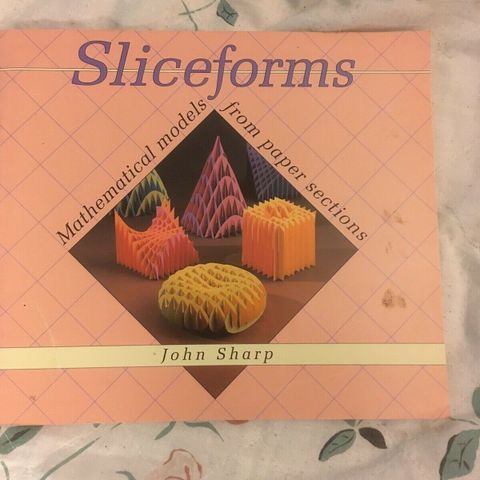 Sliceforms
Mathematical models
from paper sections
John Sharp